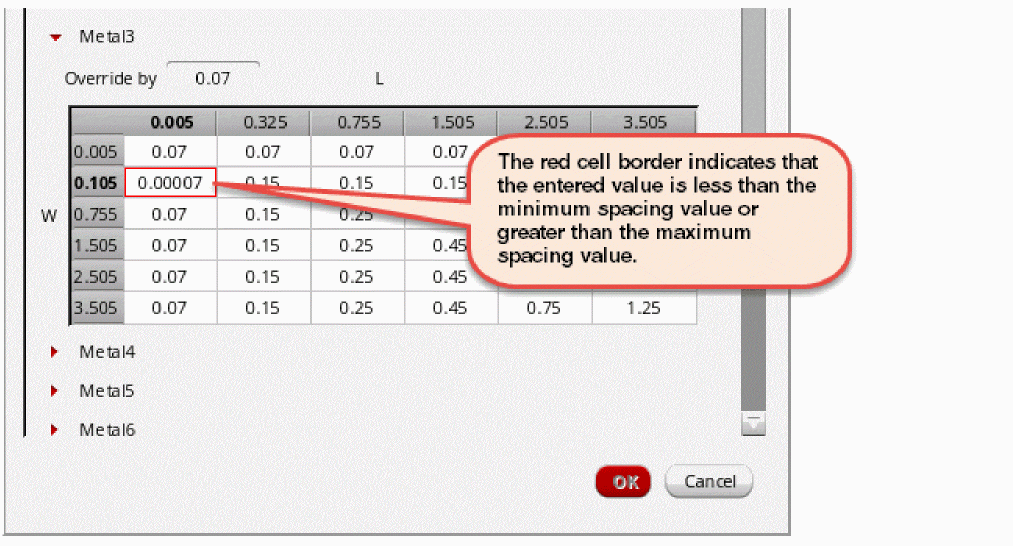 Metal3
Override by 0.07 L
0.005 0.325 0.755 1.505 2.505 3.505
0.005 0.07 0.07 0.07 0.07
The red cell border indicates that
the entered value is less than the
minimum spacing value or
greater than the maximum
spacing value.
0.105 0.00007 0.15 0.15 0.15
W 0.755 0.07 0.15 0.25
1.505 0.07 0.15 0.25 0.45
2.505 0.07 0.15 0.25 0.45
3.505 0.07 0.15 0.25 0.45 0.75 1.25
Metal4
Metal5
Metal6
OK Cancel